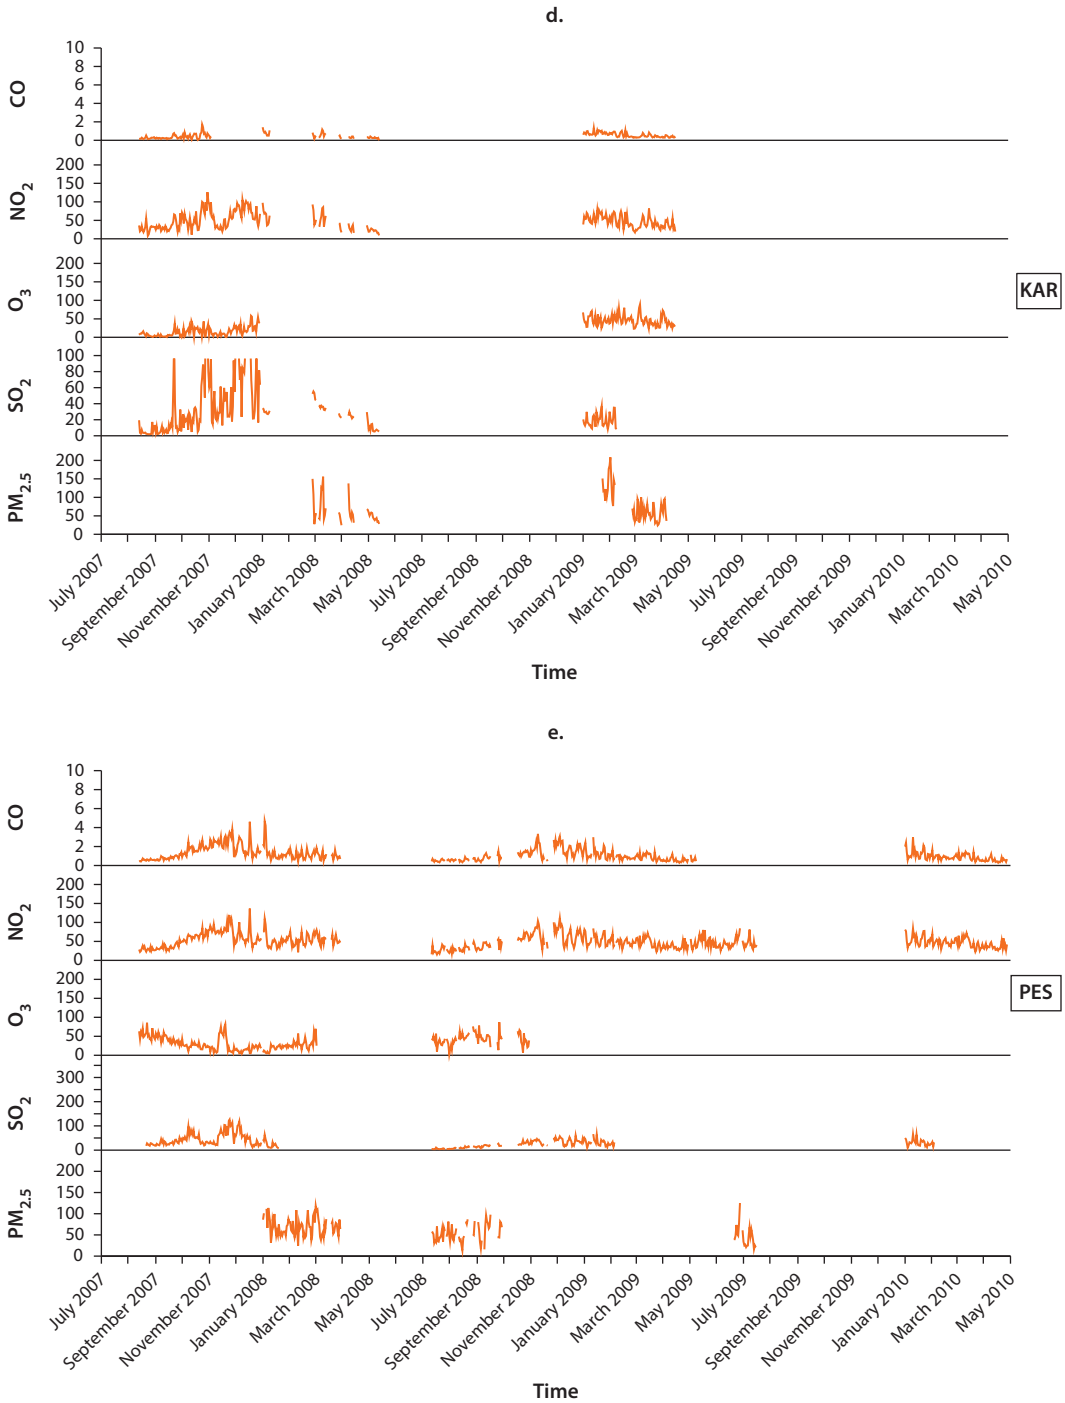 d.
10
8
6
4
2
0
CO
200
150
100
50
0
NO2
200
150
100
50
0
O3
KAR
100
80
60
40
20
0
SO2
200
150
100
50
0
PM2.5
July 2007
September 2007
November 2007
January 2008
March 2008
May 2008
July 2008
September 2008
November 2008
January 2009
March 2009
May 2009
July 2009
September 2009
November 2009
January 2010
March 2010
May 2010
Time
e.
10
8
6
4
2
0
CO
200
150
100
50
0
NO2
200
150
100
50
0
O3
PES
300
200
100
0
SO2
200
150
100
50
0
PM2.5
July 2007
September 2007
November 2007
January 2008
March 2008
May 2008
July 2008
September 2008
November 2008
January 2009
March 2009
May 2009
July 2009
September 2009
November 2009
January 2010
March 2010
May 2010
Time